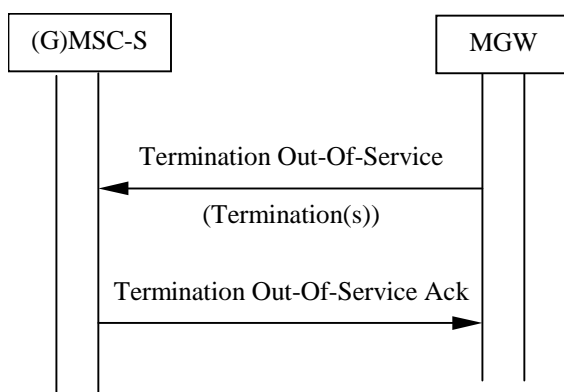 (G)MSC-S
MGW
Termination Out-Of-Service
(Termination(s))
Termination Out-Of-Service Ack